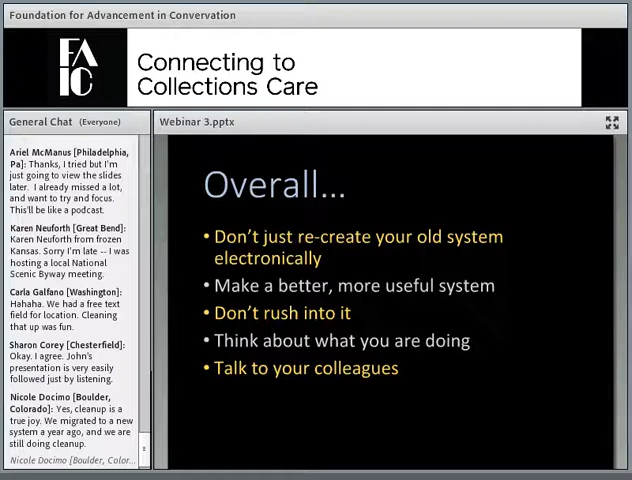 Foundation for Advancement in Convervation
FA
IC
Connecting to
Collections Care
General Chat (Everyone)
Ariel McManus [Philadelphia,
Pa]: Thanks, I tried but I'm
just going to view the slides
later. I already missed a lot,
and want to try and focus.
This'll be like a podcast.
Karen Neuforth [Great Bend]:
Karen Neuforth from frozen
Kansas. Sorry I'm late -- I was
hosting a local National
Scenic Byway meeting.
Carla Galfano [Washington]:
Hahaha. We had a free text
field for location. Cleaning
that up was fun.
Sharon Corey [Chesterfield]:
Okay. I agree. John's
presentation is very easily
followed just by listening.
Nicole Docimo [Boulder,
Colorado]: Yes, cleanup is a
true joy. We migrated to a new
system a year ago, and we are
still doing cleanup.
Nicole Docimo [Boulder, Color...
Webinar 3.pptx
Overall...
• Don't just re-create your old system
electronically
• Make a better, more useful system
• Don't rush into it
• Think about what you are doing
• Talk to your colleagues